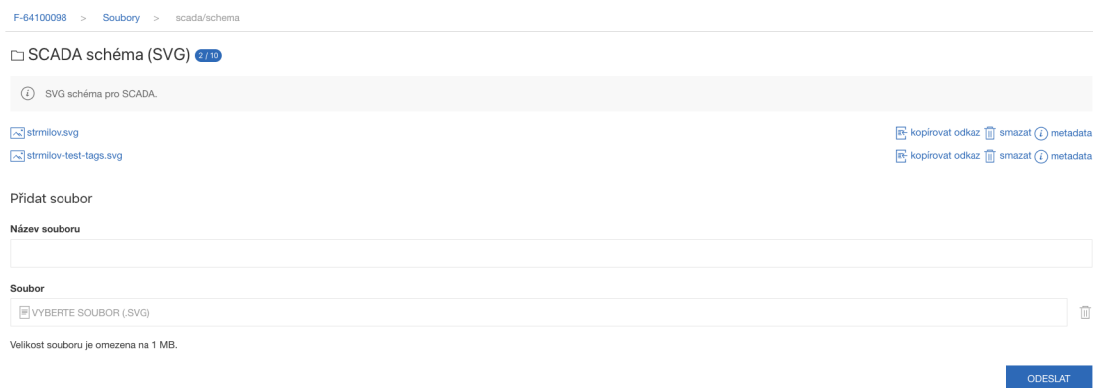 F-64100098 > Soubory > scada/schema
SCADA schéma (SVG) 2 / 10
SVG schéma pro SCADA.
strmilov.svg kopírovat odkaz smazat metadata
strmilov-test-tags.svg kopírovat odkaz smazat metadata
Přidat soubor
Název souboru
Soubor
VYBERTE SOUBOR (.SVG)
Velikost souboru je omezena na 1 MB.
ODESLAT